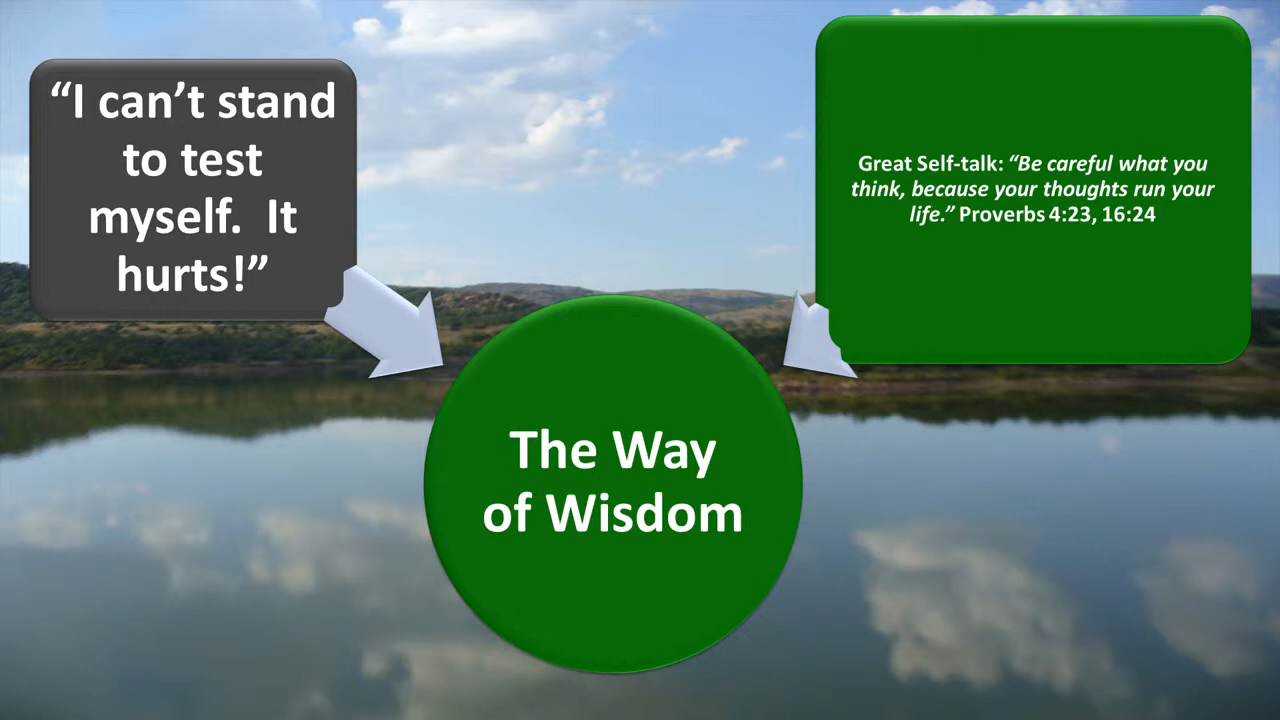 “I can’t stand
to test
myself.  It
hurts!”
Great Self-talk: “Be careful what you
think, because your thoughts run your
life.” Proverbs 4:23, 16:24
The Way
of Wisdom